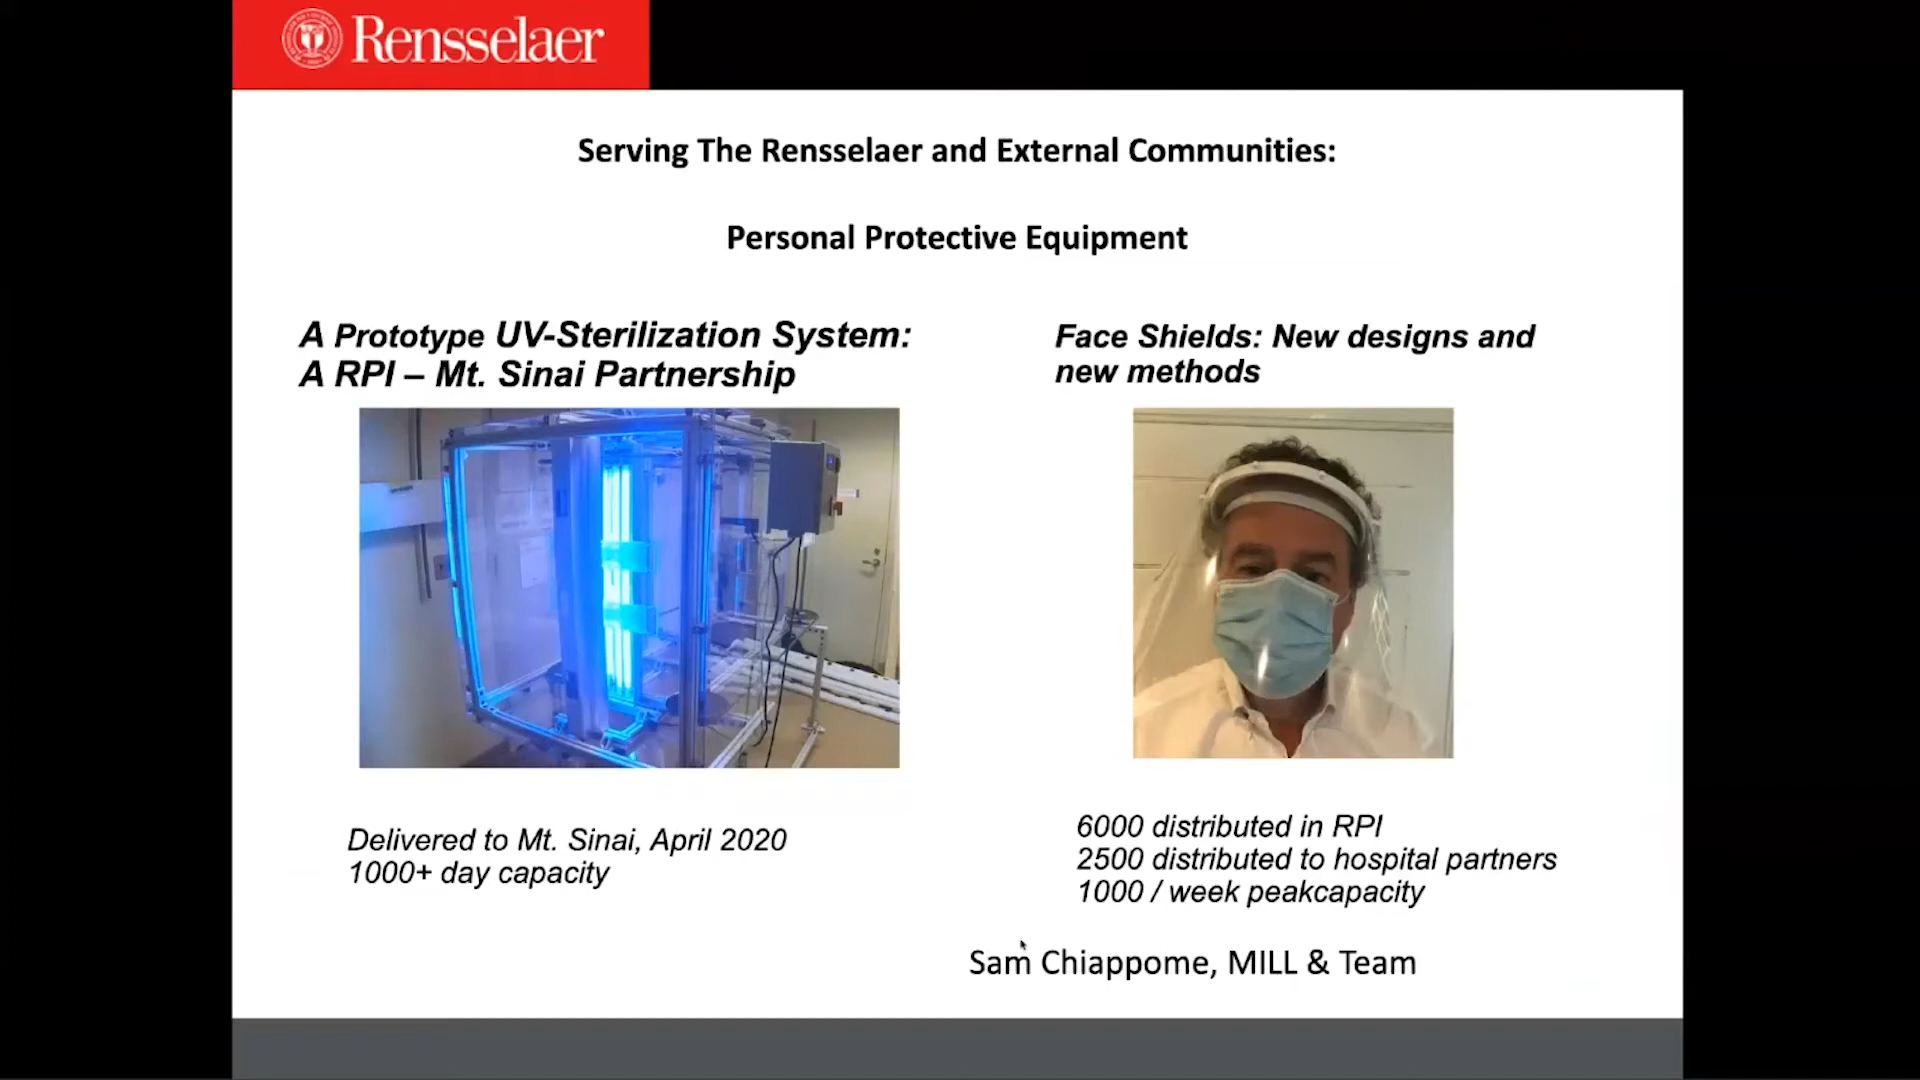 Rensselaer
Serving The Rensselaer and External Communities:
Personal Protective Equipment
A Prototype UV-Sterilization System:
A RPI – Mt. Sinai Partnership
Face Shields: New designs and
new methods
Delivered to Mt. Sinai, April 2020
1000+ day capacity
6000 distributed in RPI
2500 distributed to hospital partners
1000 / week peakcapacity
Sam Chiappome, MILL & Team